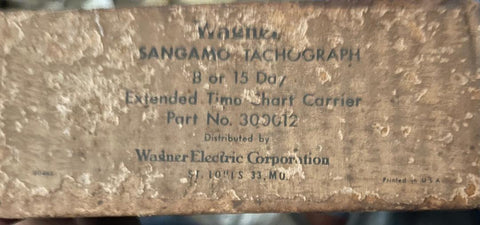 Wagner
SANGAMO TACHOGRAPH
8 or 15 Day
Extended Time Chart Carrier
Part No. 300012
Distributed by
Wagner Electric Corporation
ST. LOUIS 33, MO.
Printed in U.S.A.